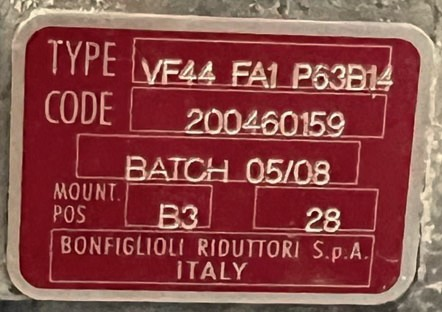 TYPE VF44 FA1 P63B14
CODE 200460159
BATCH 05/08
MOUNT. POS B3 28
BONFIGLIOLI RIDUTTORI S.p.A.
ITALY